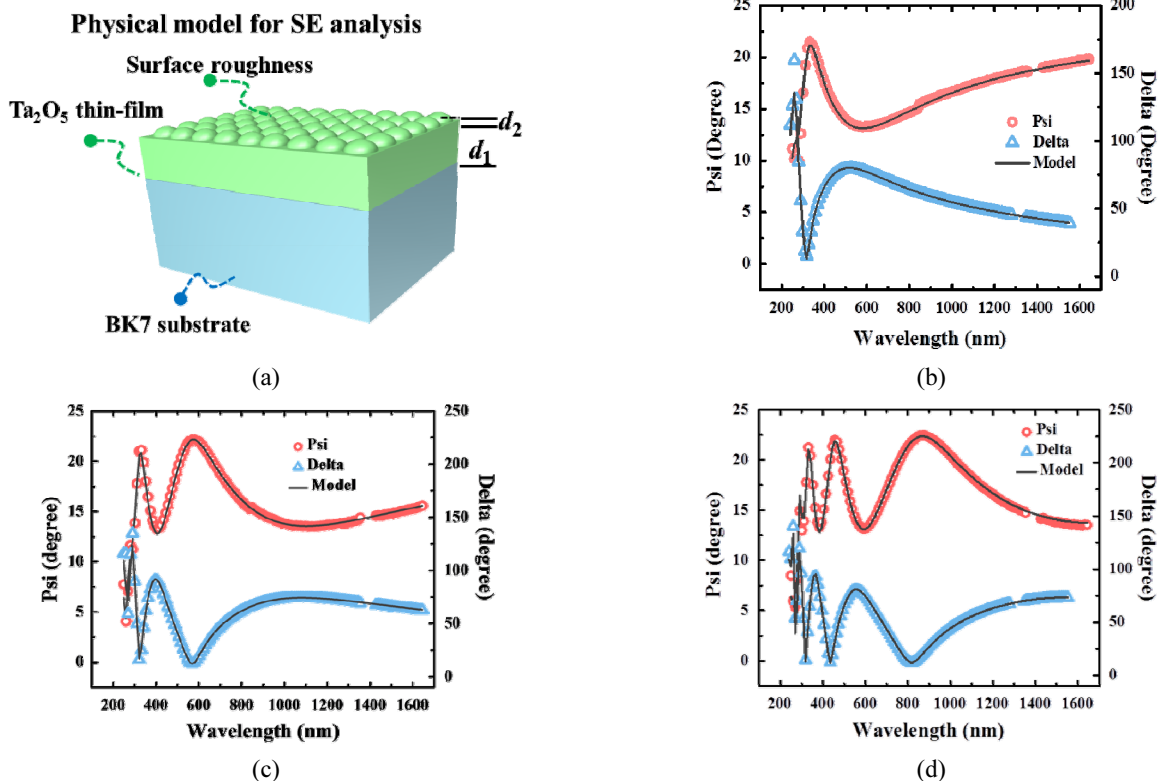 Physical model for SE analysis
Surface roughness
Ta₂O₅ thin-film
d₂
d₁
BK7 substrate
(a)
25
20
15
10
5
0
Psi (Degree)
200
150
100
50
0
Delta (Degree)
Psi
Delta
Model
200 400 600 800 1000 1200 1400 1600
Wavelength (nm)
(b)
25
20
15
10
5
0
Psi (degree)
250
200
150
100
50
0
Delta (degree)
Psi
Delta
Model
200 400 600 800 1000 1200 1400 1600
Wavelength (nm)
(c)
25
20
15
10
5
0
Psi (degree)
250
200
150
100
50
0
Delta (degree)
Psi
Delta
Model
200 400 600 800 1000 1200 1400 1600
Wavelength (nm)
(d)